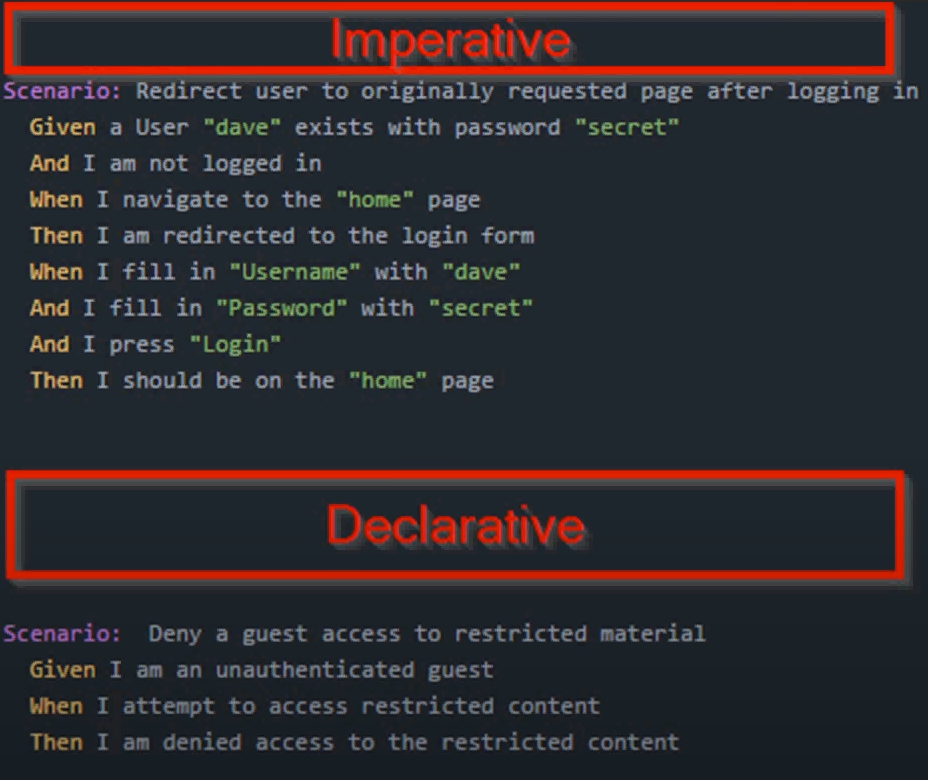 Imperative
Scenario: Redirect user to originally requested page after logging in
Given a User "dave" exists with password "secret"
And I am not logged in
When I navigate to the "home" page
Then I am redirected to the login form
When I fill in "Username" with "dave"
And I fill in "Password" with "secret"
And I press "Login"
Then I should be on the "home" page
Declarative
Scenario: Deny a guest access to restricted material
Given I am an unauthenticated guest
When I attempt to access restricted content
Then I am denied access to the restricted content